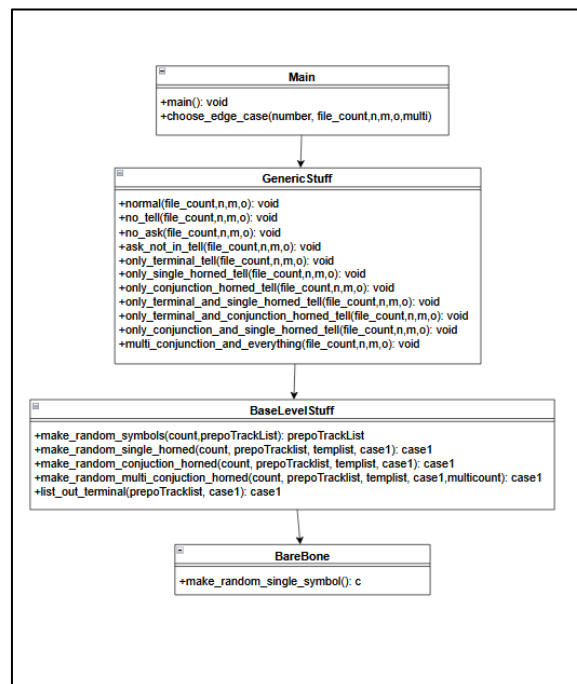 Main
+main(): void
+choose_edge_case(number, file_count,n,m,o,multi)
GenericStuff
+normal(file_count,n,m,o): void
+no_tell(file_count,n,m,o): void
+no_ask(file_count,n,m,o): void
+ask_not_in_tell(file_count,n,m,o): void
+only_terminal_tell(file_count,n,m,o): void
+only_single_horned_tell(file_count,n,m,o): void
+only_conjunction_horned_tell(file_count,n,m,o): void
+only_terminal_and_single_horned_tell(file_count,n,m,o): void
+only_terminal_and_conjunction_horned_tell(file_count,n,m,o): void
+only_conjunction_and_single_horned_tell(file_count,n,m,o): void
+multi_conjunction_and_everything(file_count,n,m,o): void
BaseLevelStuff
+make_random_symbols(count,prepoTrackList): prepoTrackList
+make_random_single_horned(count, prepoTracklist, templist, case1): case1
+make_random_conjuction_horned(count, prepoTracklist, templist, case1): case1
+make_random_multi_conjuction_horned(count, prepoTracklist, templist, case1,multicount): case1
+list_out_terminal(prepoTracklist, case1): case1
BareBone
+make_random_single_symbol(): c